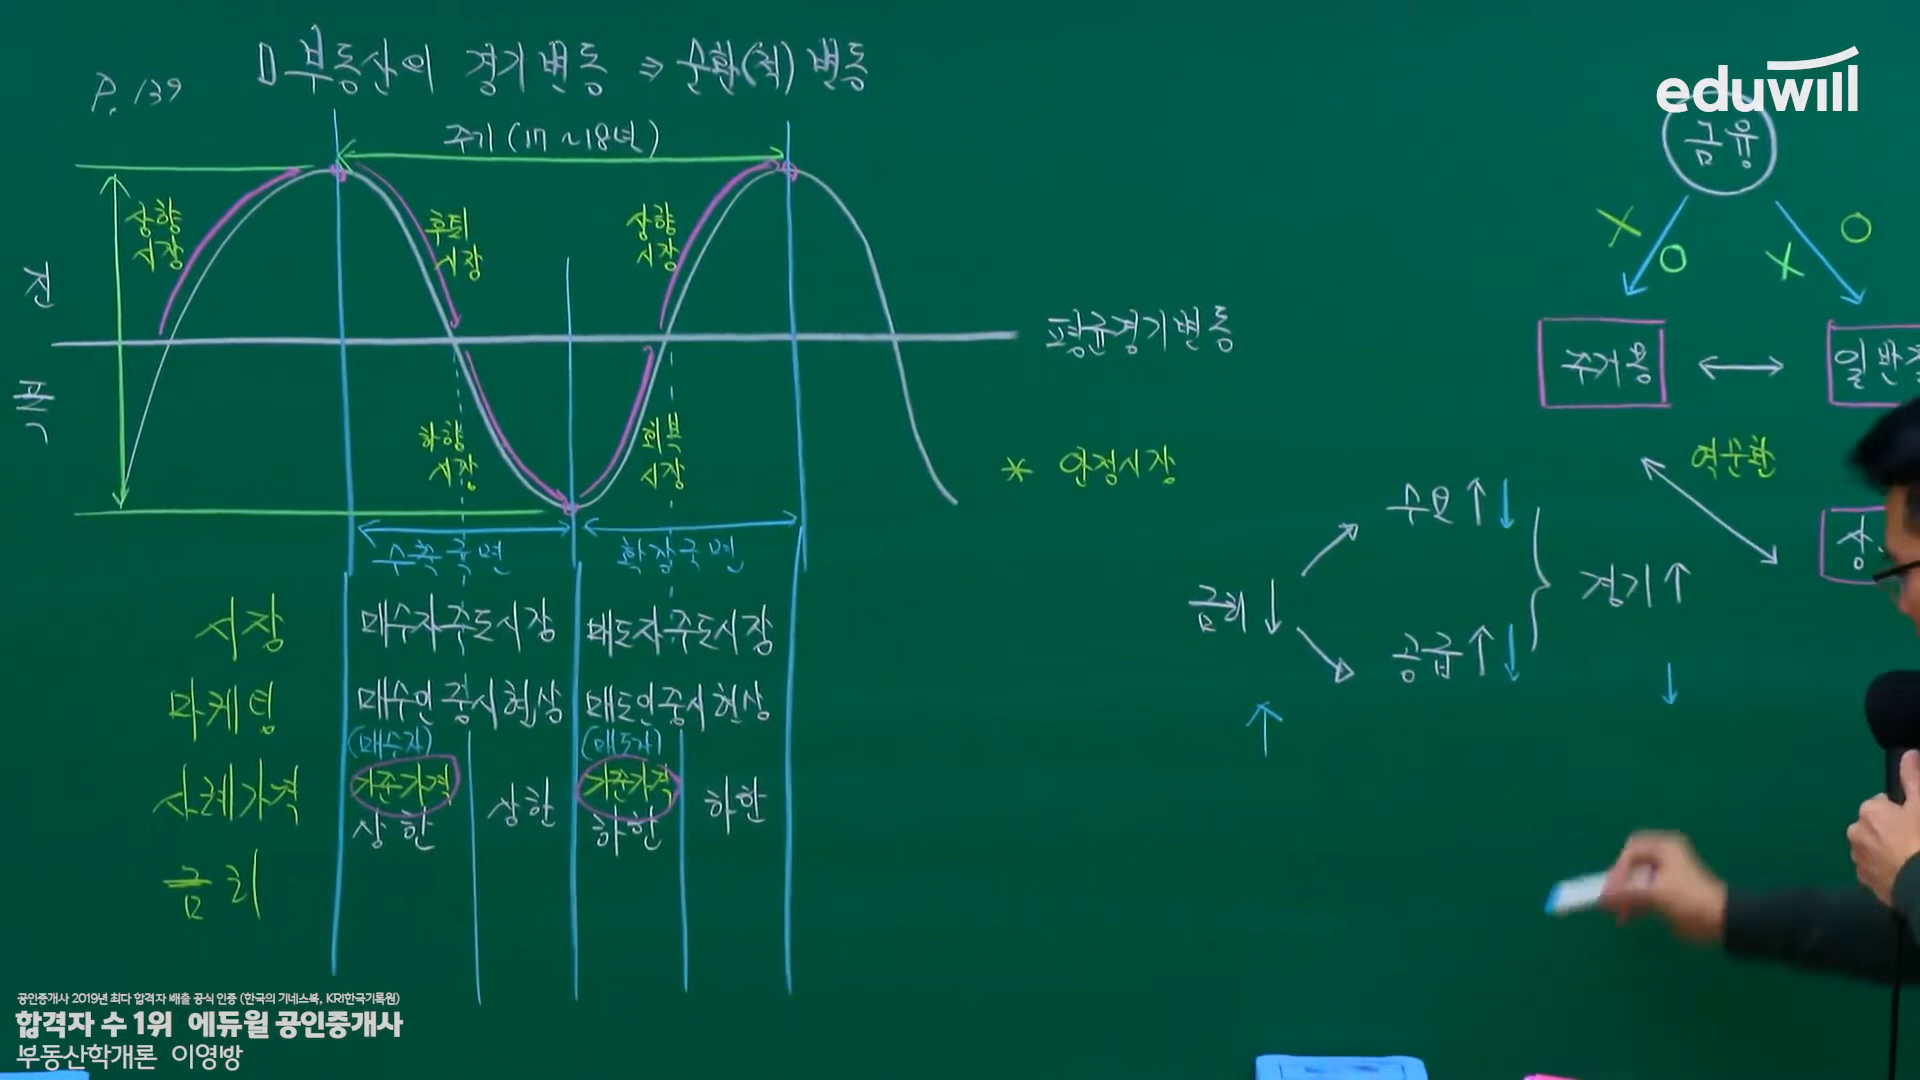 P. 139
1) 부동산의 경기변동 ⇒ 순환(적) 변동
eduwill
주기 (17 ~ 18년)
금융
상향
시장
후퇴
시장
상향
시장
X O X O
진
폭
평균경기변동
주거용 ↔ 일반경
하향
시장
회복
시장
* 안정시장
역순환
수요 ↑ ↓
수축국면
확장국면
금리 ↓
경기 ↑
공급 ↑ ↓
↑
↓
시장 매수자주도시장 매도자주도시장
마케팅 매수인중시현상 매도인중시현상
(매수자) (매도자)
사례가격 기준가격 상한 상한 기준가격 하한 하한
금리
공인중개사 2019년 최다 합격자 배출 공식 인증 (한국의 기네스북, KRI한국기록원)
합격자 수 1위 에듀윌 공인중개사
부동산학개론 이영방